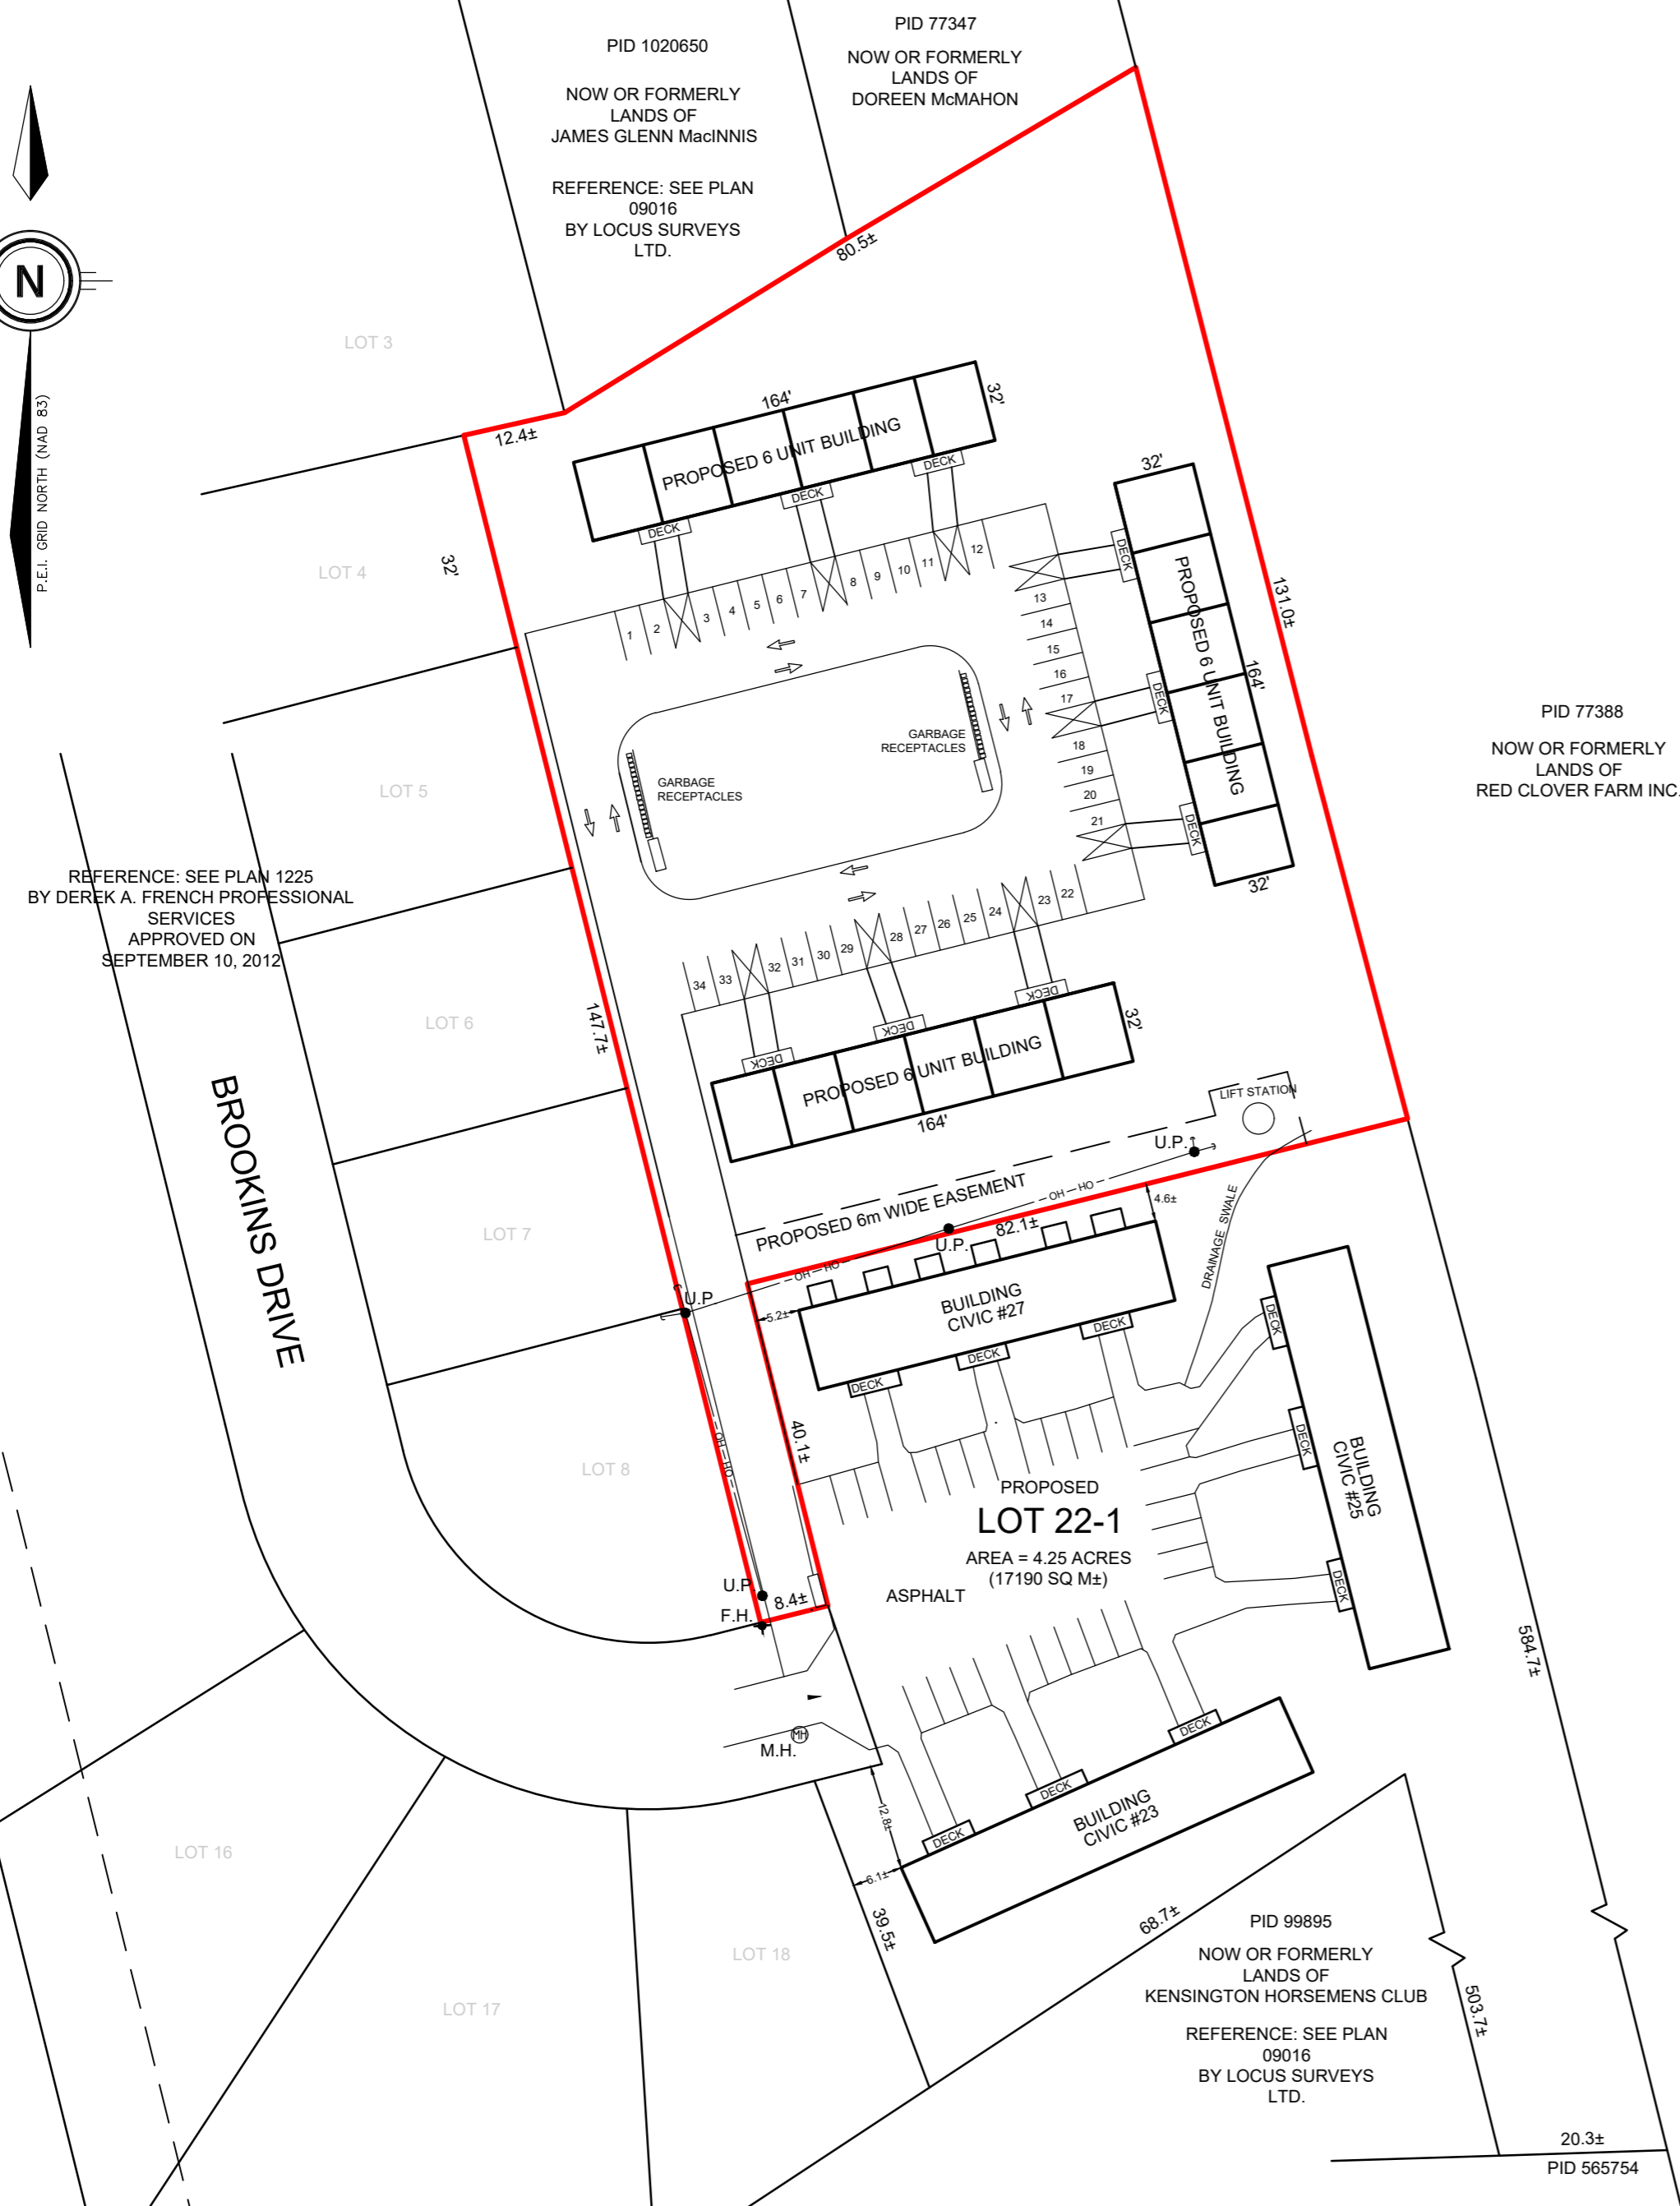 PID 1020650
NOW OR FORMERLY
LANDS OF
JAMES GLENN MacINNIS
REFERENCE: SEE PLAN
09016
BY LOCUS SURVEYS
LTD.
PID 77347
NOW OR FORMERLY
LANDS OF
DOREEN McMAHON
80.5±
N
P.E.I. GRID NORTH (NAD 83)
LOT 3
12.4±
164'
32'
PROPOSED 6 UNIT BUILDING
DECK
DECK
DECK
32'
LOT 4
32'
PROPOSED 6 UNIT BUILDING
164'
32'
DECK
DECK
DECK
131.0±
1
2
3
4
5
6
7
8
9
10
11
12
13
14
15
16
17
18
19
20
21
GARBAGE
RECEPTACLES
GARBAGE
RECEPTACLES
LOT 5
PID 77388
NOW OR FORMERLY
LANDS OF
RED CLOVER FARM INC.
REFERENCE: SEE PLAN 1225
BY DEREK A. FRENCH PROFESSIONAL
SERVICES
APPROVED ON
SEPTEMBER 10, 2012
34
33
32
31
30
29
28
27
26
25
24
23
22
LOT 6
147.7±
DECK
DECK
DECK
PROPOSED 6 UNIT BUILDING
32'
164'
BROOKINS DRIVE
LIFT STATION
U.P.
PROPOSED 6m WIDE EASEMENT
OH
HO
82.1±
4.6±
DRAINAGE SWALE
LOT 7
U.P.
OH
HO
U.P.
5.2±
BUILDING
CIVIC #27
DECK
DECK
DECK
DECK
DECK
DECK
BUILDING
CIVIC #25
40.1±
OH
HO
LOT 8
PROPOSED
LOT 22-1
AREA = 4.25 ACRES
(17190 SQ M±)
ASPHALT
U.P.
8.4±
F.H.
584.7±
MH
M.H.
DECK
DECK
DECK
BUILDING
CIVIC #23
12.8±
6.1±
39.5±
68.7±
LOT 16
LOT 17
LOT 18
PID 99895
NOW OR FORMERLY
LANDS OF
KENSINGTON HORSEMENS CLUB
REFERENCE: SEE PLAN
09016
BY LOCUS SURVEYS
LTD.
503.7±
20.3±
PID 565754